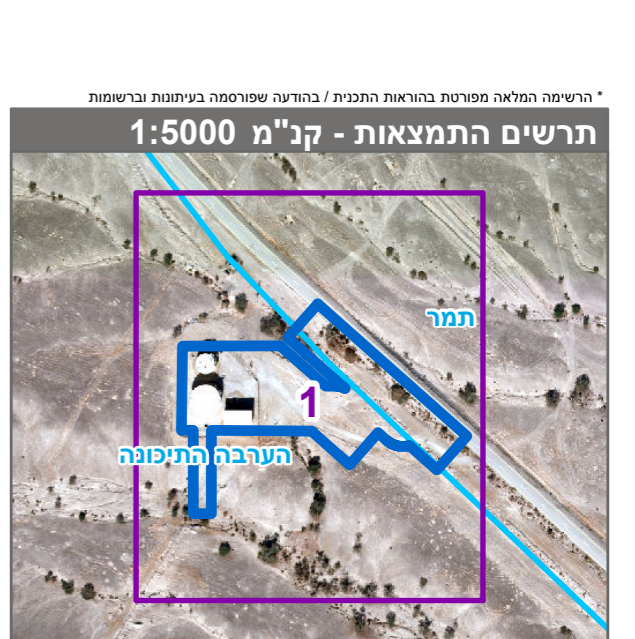 * הרשימה המלאה מפורטת בהוראות התכנית / בהודעה שפורסמה בעיתונות וברשומות
תרשים התמצאות - קנ"מ 1:5000
תמר
1
הערבה התיכונה